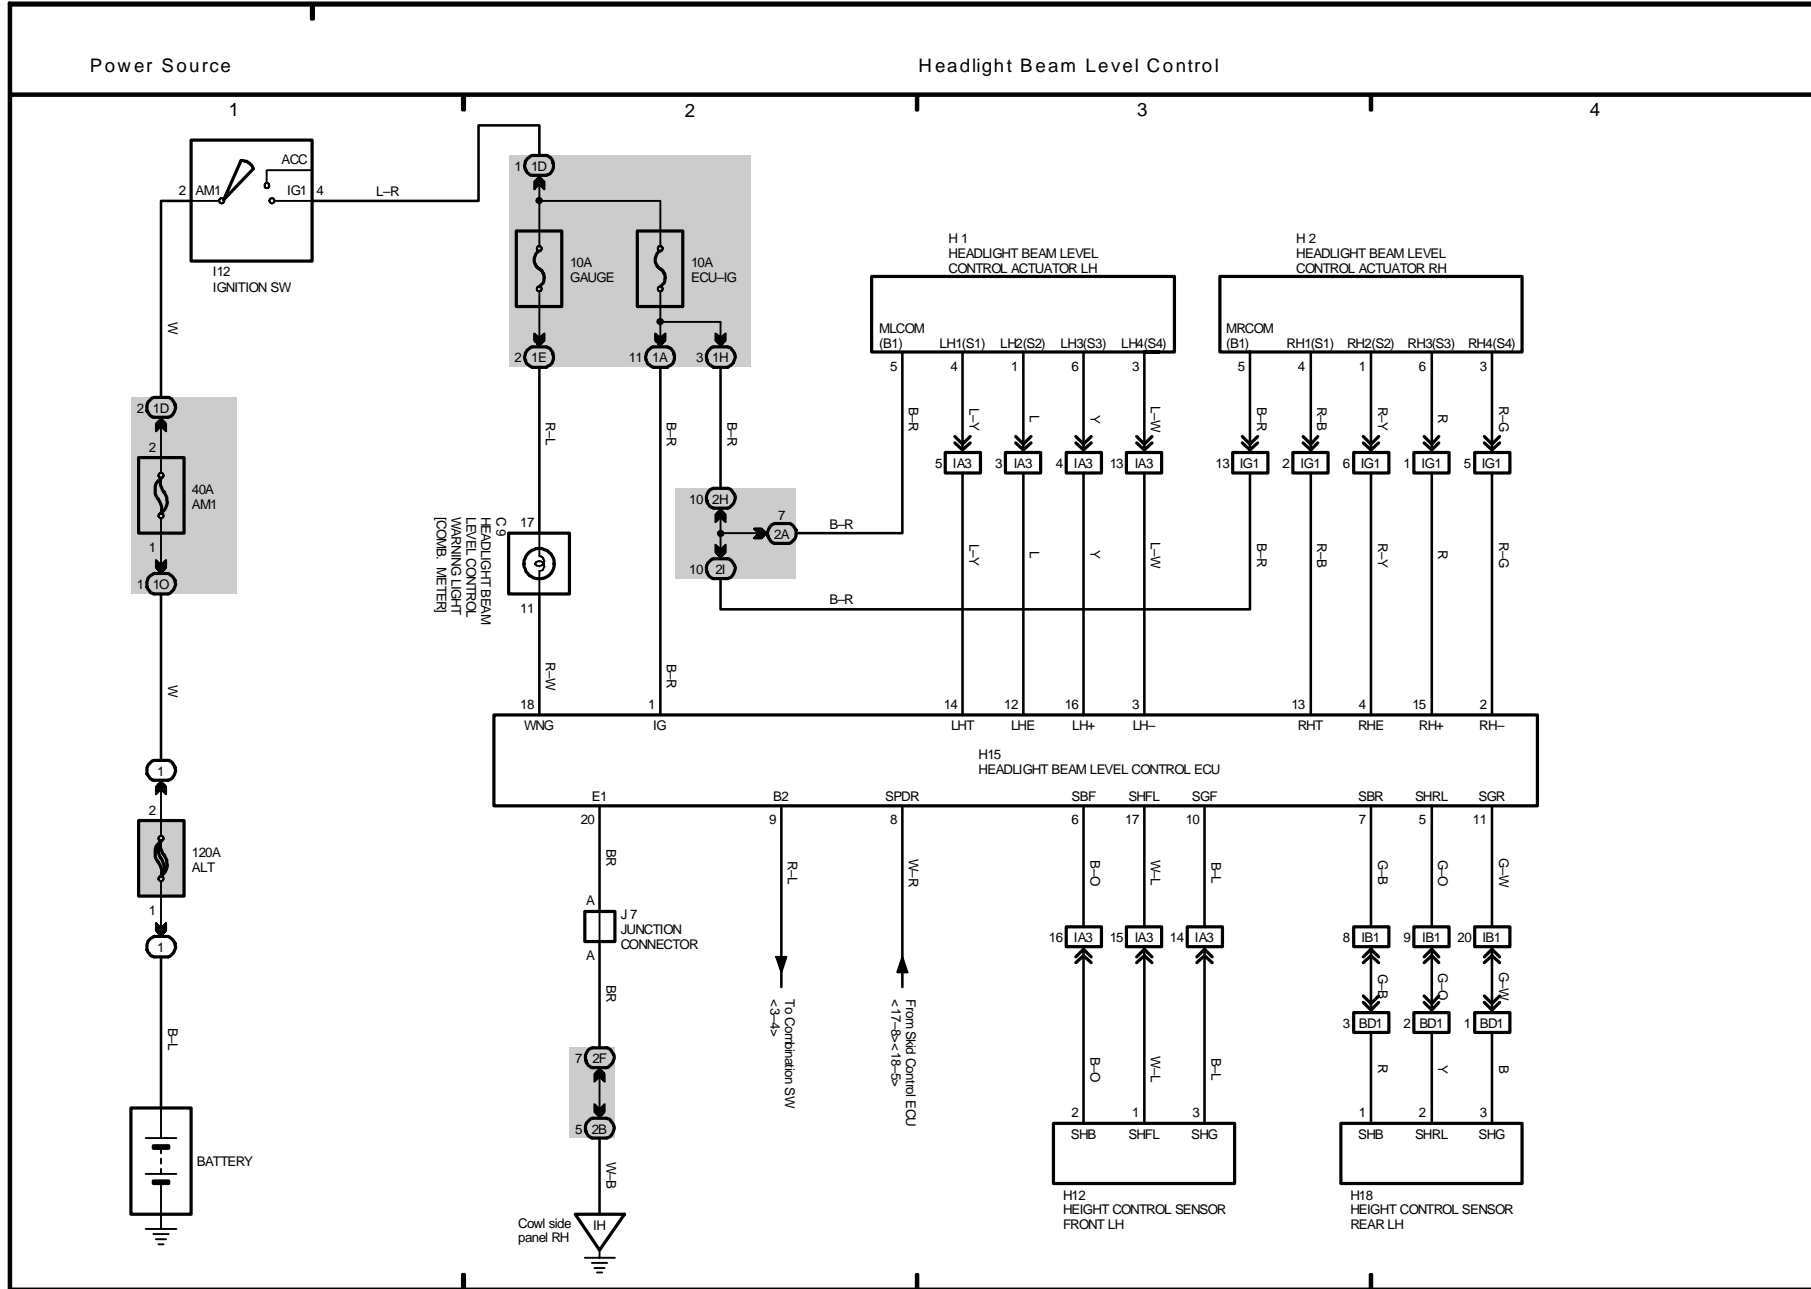 Power Source
Headlight Beam Level Control
1
2
3
4
ACC
2
AM1
IG1
4
L–R
I12
IGNITION SW
W
2
1D
2
40A
AM1
1
1
1O
W
1
2
120A
ALT
1
1
B–L
BATTERY
1
1D
10A
GAUGE
10A
ECU–IG
2
1E
11
1A
3
1H
R–L
B–R
B–R
10
2H
7
2A
B–R
10
2I
B–R
17
C 9
HEADLIGHT BEAM
LEVEL CONTROL
WARNING LIGHT
[COMB. METER]
11
R–W
B–R
H 1
HEADLIGHT BEAM LEVEL
CONTROL ACTUATOR LH
MLCOM
(B1)
LH1(S1)
LH2(S2)
LH3(S3)
LH4(S4)
5
4
1
6
3
B–R
L–Y
L
Y
L–W
5
IA3
3
IA3
4
IA3
13
IA3
L–Y
L
Y
L–W
H 2
HEADLIGHT BEAM LEVEL
CONTROL ACTUATOR RH
MRCOM
(B1)
RH1(S1)
RH2(S2)
RH3(S3)
RH4(S4)
5
4
1
6
3
B–R
R–B
R–Y
R
R–G
13
IG1
2
IG1
6
IG1
1
IG1
5
IG1
B–R
R–B
R–Y
R
R–G
18
1
14
12
16
3
13
4
15
2
WNG
IG
LHT
LHE
LH+
LH–
RHT
RHE
RH+
RH–
H15
HEADLIGHT BEAM LEVEL CONTROL ECU
E1
B2
SPDR
SBF
SHFL
SGF
SBR
SHRL
SGR
20
9
8
6
17
10
7
5
11
BR
R–L
W–R
B–O
W–L
B–L
G–B
G–O
G–W
A
J 7
JUNCTION
CONNECTOR
A
BR
7
2F
5
2B
W–B
IH
Cowl side
panel RH
To Combination SW
<3–4>
From Skid Control ECU
<17–8><18–5>
16
IA3
15
IA3
14
IA3
8
IB1
9
IB1
20
IB1
G–B
G–O
G–W
3
BD1
2
BD1
1
BD1
B–O
W–L
B–L
R
Y
B
2
1
3
1
2
3
SHB
SHFL
SHG
SHB
SHRL
SHG
H12
HEIGHT CONTROL SENSOR
FRONT LH
H18
HEIGHT CONTROL SENSOR
REAR LH